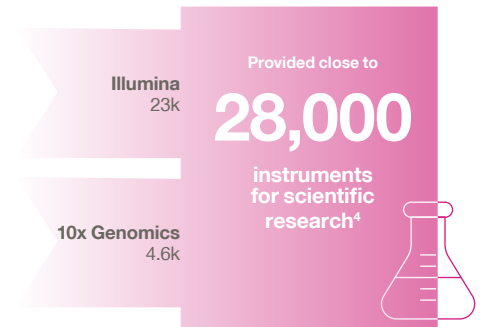 Illumina
23k
10x Genomics
4.6k
Provided close to
28,000
instruments
for scientific
research⁴